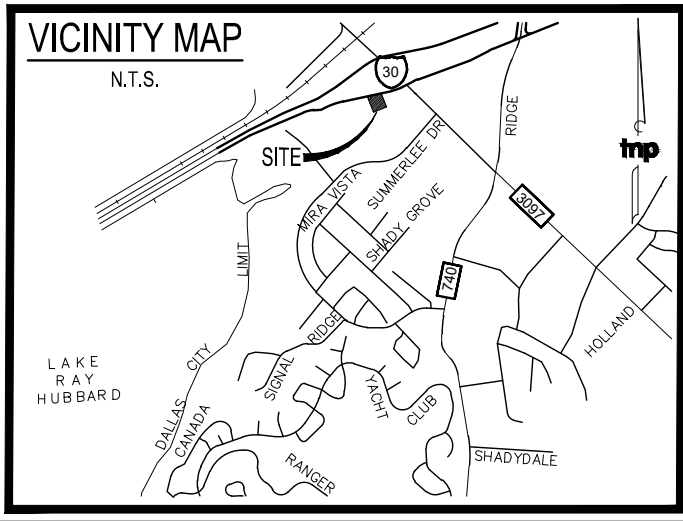 VICINITY MAP
N.T.S.
30
SITE
RIDGE
tnp
MIRA VISTA
SUMMERLEE DR
SHADY GROVE
3097
740
LIMIT
CITY
DALLAS
HOLLAND
RIDGE
SIGNAL
LAKE
RAY
HUBBARD
CANADA
YACHT
CLUB
RANGER
SHADYDALE